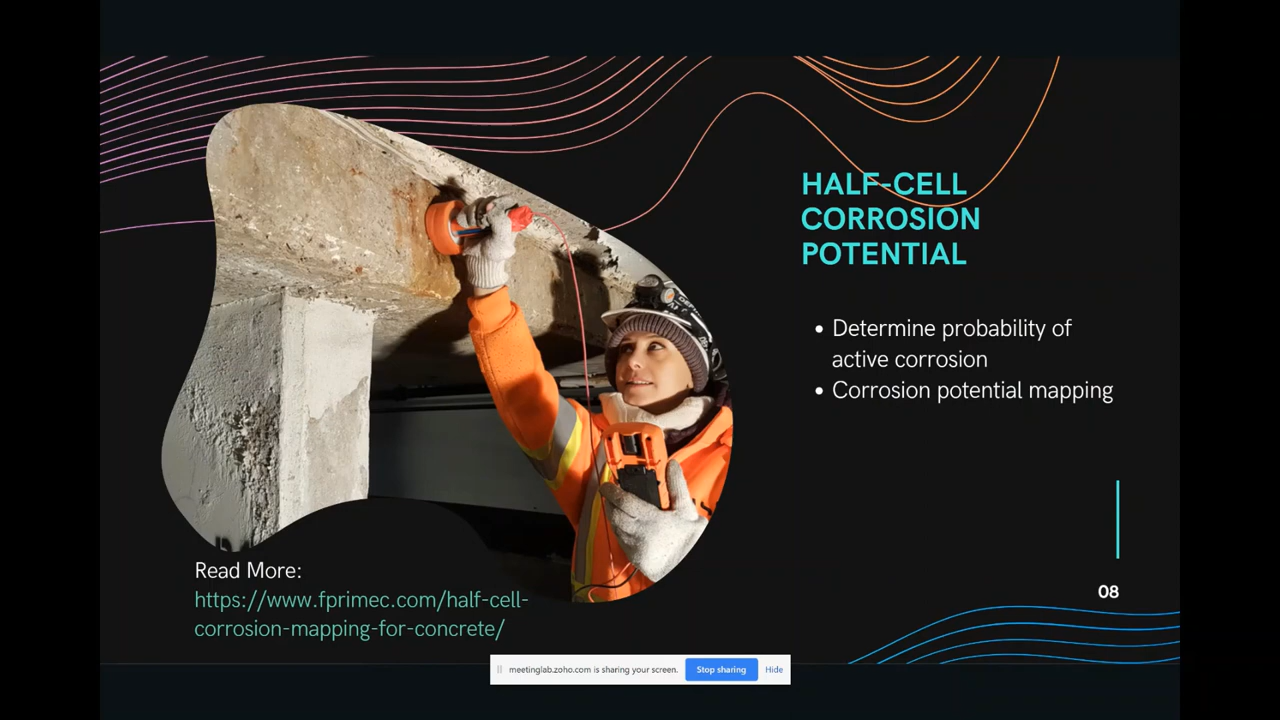 HALF-CELL
CORROSION
POTENTIAL
• Determine probability of
active corrosion
• Corrosion potential mapping
Read More:
https://www.fprimec.com/half-cell-
corrosion-mapping-for-concrete/
08
meetinglab.zoho.com is sharing your screen. Stop sharing Hide